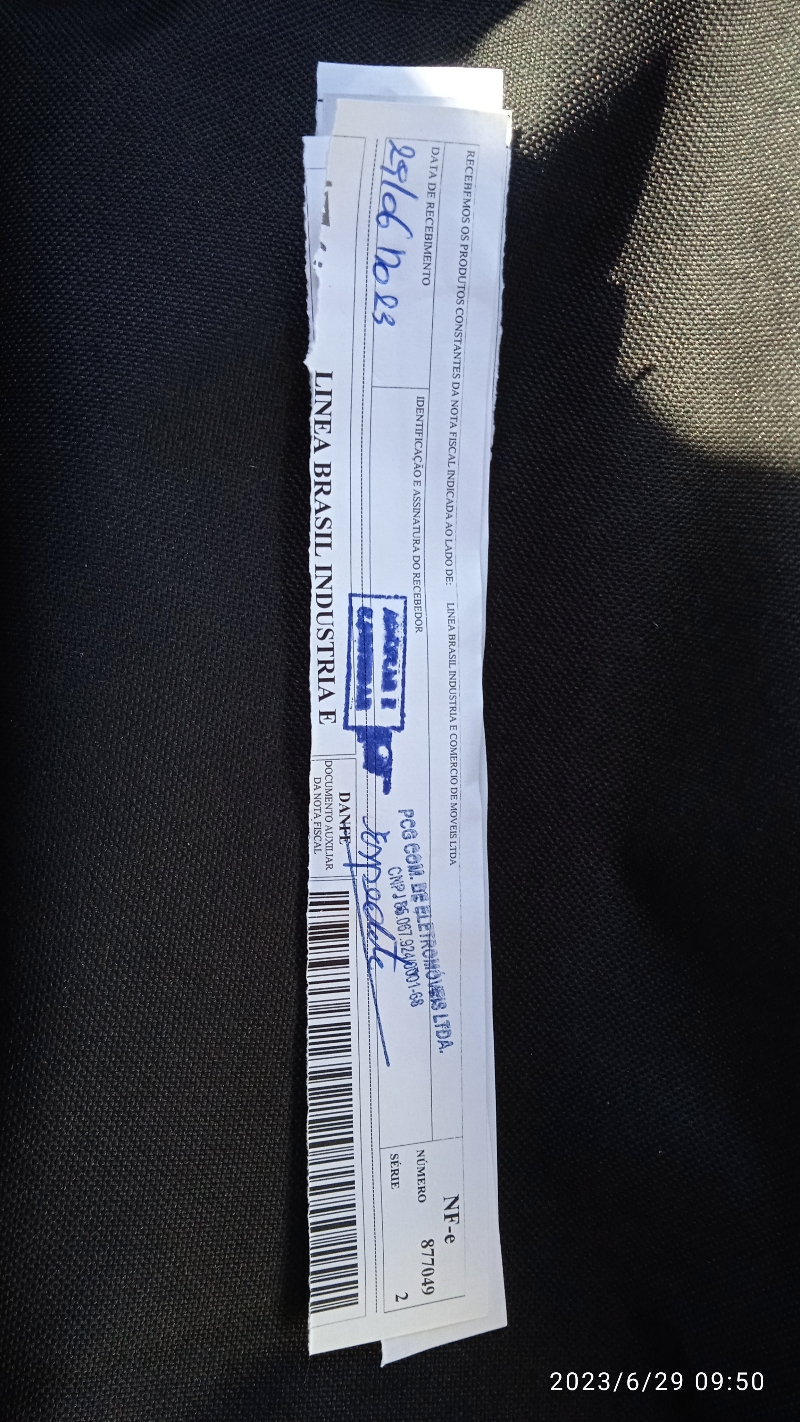 RECEBEMOS OS PRODUTOS CONSTANTES DA NOTA FISCAL INDICADA AO LADO DE: LINEA BRASIL INDUSTRIA E COMERCIO DE MOVEIS LTDA
NF-e
DATA DE RECEBIMENTO
IDENTIFICAÇÃO E ASSINATURA DO RECEBEDOR
NÚMERO 877049
SÉRIE 2
29/06
PCG COM. DE ELETROMÓVEIS LTDA.
CNPJ
LINEA BRASIL INDUSTRIA E
DANFE
DOCUMENTO AUXILIAR
DA NOTA FISCAL
2023/6/29 09:50